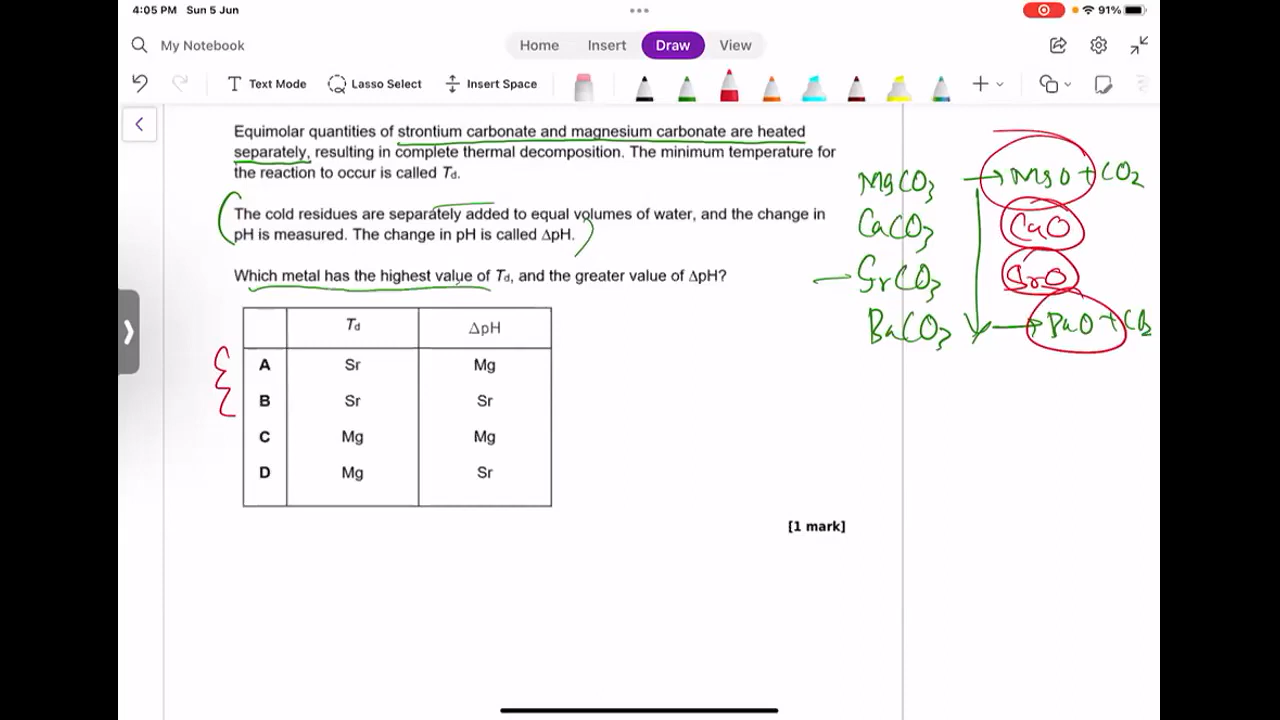 4:05 PM Sun 5 Jun
91%
My Notebook
Home Insert Draw View
Text Mode Lasso Select Insert Space
Equimolar quantities of strontium carbonate and magnesium carbonate are heated
separately, resulting in complete thermal decomposition. The minimum temperature for
the reaction to occur is called Td.
The cold residues are separately added to equal volumes of water, and the change in
pH is measured. The change in pH is called ΔpH.
Which metal has the highest value of Td, and the greater value of ΔpH?
Td ΔpH
A Sr Mg
B Sr Sr
C Mg Mg
D Mg Sr
[1 mark]
MgCO3 → MgO + CO2
CaCO3 CaO
SrCO3 SrO
BaCO3 → BaO + CO2